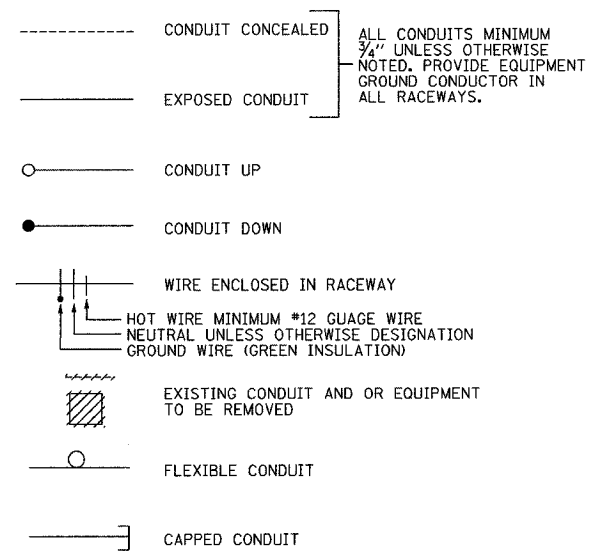 CONDUIT CONCEALED
EXPOSED CONDUIT
ALL CONDUITS MINIMUM
3/4" UNLESS OTHERWISE
NOTED. PROVIDE EQUIPMENT
GROUND CONDUCTOR IN
ALL RACEWAYS.
CONDUIT UP
CONDUIT DOWN
WIRE ENCLOSED IN RACEWAY
HOT WIRE MINIMUM #12 GUAGE WIRE
NEUTRAL UNLESS OTHERWISE DESIGNATION
GROUND WIRE (GREEN INSULATION)
EXISTING CONDUIT AND OR EQUIPMENT
TO BE REMOVED
FLEXIBLE CONDUIT
CAPPED CONDUIT